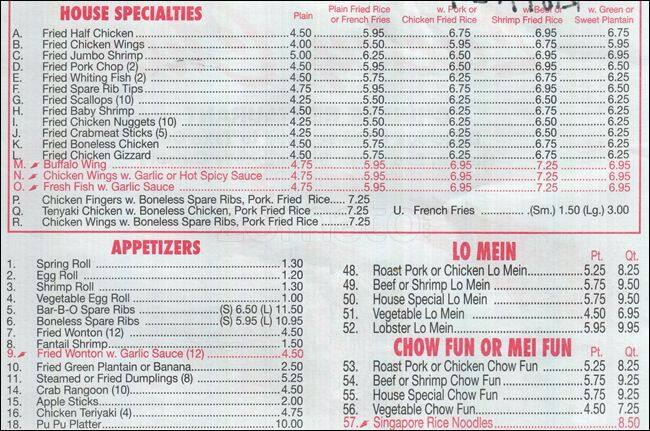 HOUSE SPECIALTIES Plain Plain Fried Rice or French Fries w. Pork or Chicken Fried Rice w. Beef or Shrimp Fried Rice w. Green or Sweet Plantain
A. Fried Half Chicken 4.50 5.95 6.75 6.95 6.75
B. Fried Chicken Wings 4.00 5.50 6.75 6.75 5.95
C. Fried Jumbo Shrimp 5.00 6.25 6.50 6.50 6.95
D. Fried Pork Chop (2) 4.50 5.95 6.50 6.50 6.95
E. Fried Whiting Fish (2) 4.50 5.75 6.25 6.75 6.25
F. Fried Spare Rib Tips 4.75 5.95 6.50 6.95 6.95
G. Fried Scallops (10) 4.25 5.50 6.25 6.75 6.25
H. Fried Baby Shrimp 4.50 5.75 6.25 6.75 6.25
I. Fried Chicken Nuggets (10) 4.25 5.50 6.25 6.75 6.25
J. Fried Crabmeat Sticks (5) 4.25 5.50 6.25 6.75 6.25
K. Fried Boneless Chicken 4.50 5.75 6.25 6.75 6.25
L. Fried Chicken Gizzard 4.50 5.75 6.25 6.75 6.25
M. Buffalo Wing 4.75 5.95 6.95 7.25 6.95
N. Chicken Wings w. Garlic or Hot Spicy Sauce 4.75 5.95 6.95 7.25 6.95
O. Fresh Fish w. Garlic Sauce 4.75 5.95 6.95 7.25 6.95
P. Chicken Fingers w. Boneless Spare Ribs, Pork. Fried Rice..... 7.25
Q. Teriyaki Chicken w. Boneless Chicken, Pork Fried Rice ......7.25 U. French Fries ..............(Sm.) 1.50 (Lg.) 3.00
R. Chicken Wings w. Boneless Spare Ribs, Pork Fried Rice.......7.25
APPETIZERS
1. Spring Roll 1.30
2. Egg Roll 1.20
3. Shrimp Roll 1.30
4. Vegetable Egg Roll 1.00
5. Bar-B-Q Spare Ribs (S) 6.50 (L) 11.50
6. Boneless Spare Ribs (S) 5.95 (L) 10.95
7. Fried Wonton (12) 4.50
8. Fantail Shrimp 1.50
9. Fried Wonton w. Garlic Sauce (12) 4.50
10. Fried Green Plantain or Banana 2.50
11. Steamed or Fried Dumplings (8) 5.25
14. Crab Rangoon (10) 4.50
15. Apple Sticks 2.00
16. Chicken Teriyaki (4) 4.75
18. Pu Pu Platter 10.00
LO MEIN Pt. Qt.
48. Roast Pork or Chicken Lo Mein 5.25 8.25
49. Beef or Shrimp Lo Mein 5.75 9.50
50. House Special Lo Mein 5.75 9.50
51. Vegetable Lo Mein 4.50 6.95
52. Lobster Lo Mein 5.95 9.95
CHOW FUN OR MEI FUN Pt. Qt.
53. Roast Pork or Chicken Chow Fun 5.25 8.25
54. Beef or Shrimp Chow Fun 5.75 9.25
55. House Special Chow Fun 5.75 9.25
56. Vegetable Chow Fun 4.50 7.25
57. Singapore Rice Noodles 8.50